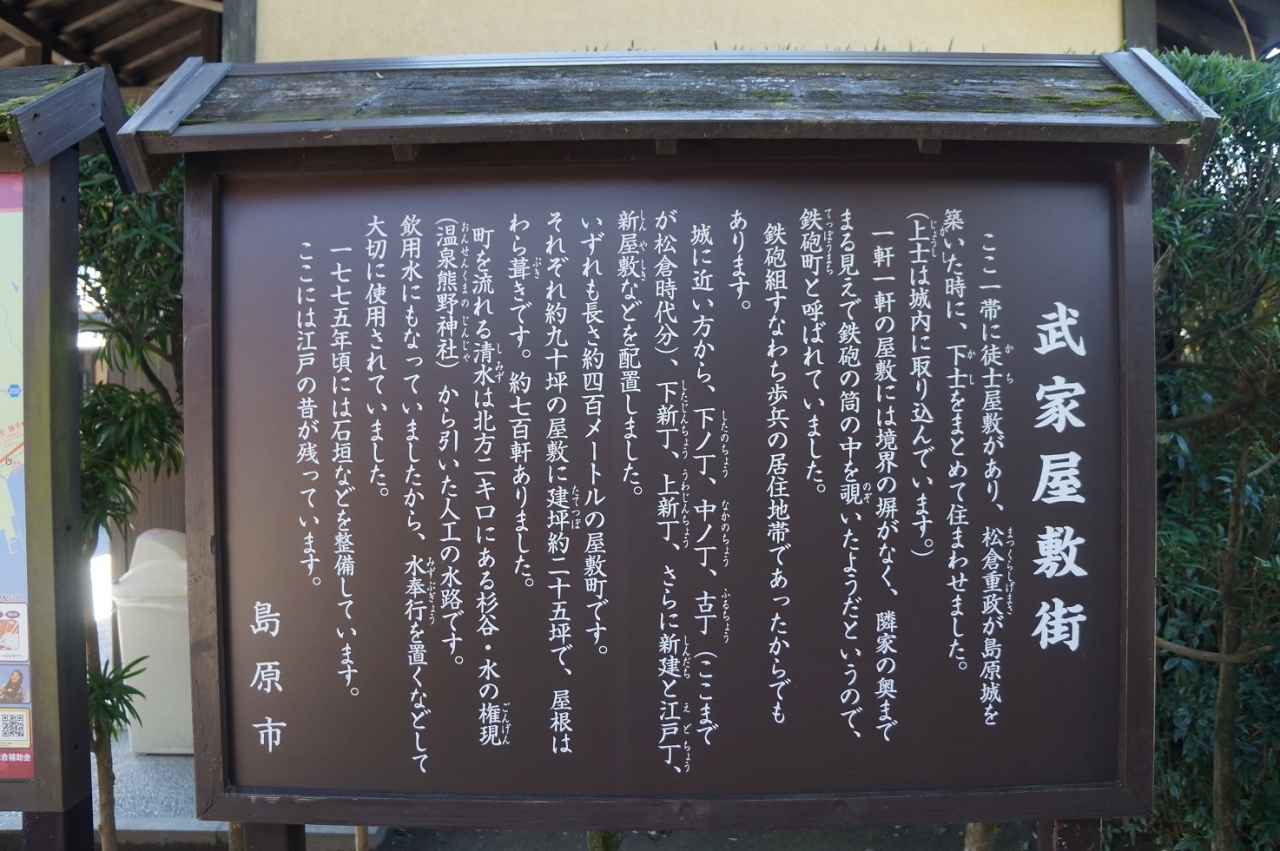 武家屋敷街
ここ一帯に徒士屋敷があり、松倉重政が島原城を
築いた時に、下士をまとめて住まわせました。
(上士は城内に取り込んでいます。)
一軒一軒の屋敷には境界の塀がなく、隣家の奥まで
まる見えで鉄砲の筒の中を覗いたようだというので、
鉄砲町と呼ばれていました。
鉄砲組すなわち歩兵の居住地帯であったからでも
あります。
城に近い方から、下ノ丁、中ノ丁、古丁(ここまで
が松倉時代分)、下新丁、上新丁、さらに新建と江戸丁、
新屋敷などを配置しました。
いずれも長さ約四百メートルの屋敷町です。
それぞれ約九十坪の屋敷に建坪約二十五坪で、屋根は
わら葺きです。約七百軒ありました。
町を流れる清水は北方二キロにある杉谷・水の権現
(温泉熊野神社)から引いた人工の水路です。
飲用水にもなっていましたから、水奉行を置くなどして
大切に使用されていました。
一七七五年頃には石垣などを整備しています。
ここには江戸の昔が残っています。
島原市
合補助金